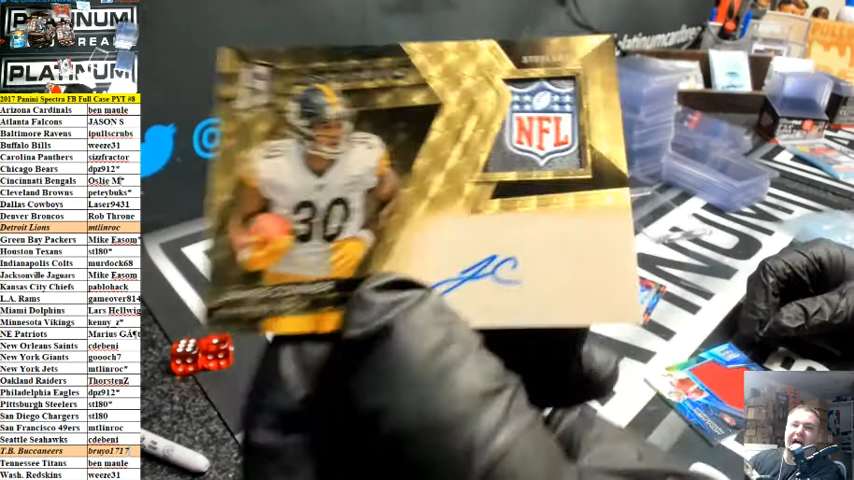 PLATINUM
REAK
PLATINUM
2017 Panini Spectra FB Full Case PYT #8
Arizona Cardinals ben maule
Atlanta Falcons JASON S
Baltimore Ravens ipullscrubs
Buffalo Bills weeze31
Carolina Panthers sizzfractor
Chicago Bears dpz912*
Cincinnati Bengals Oslie M*
Cleveland Browns peteybuks*
Dallas Cowboys Laser9431
Denver Broncos Rob Throne
Detroit Lions mtlinroc
Green Bay Packers Mike Easom*
Houston Texans stl80*
Indianapolis Colts murdock68
Jacksonville Jaguars Mike Easom
Kansas City Chiefs pablohack
L.A. Rams gameover814
Miami Dolphins Lars Hellwig
Minnesota Vikings kenny_z*
NE Patriots Marius GÃ¶t
New Orleans Saints cdebeni
New York Giants goooch7
New York Jets mtlinroc*
Oakland Raiders ThorstenZ
Philadelphia Eagles dpz912*
Pittsburgh Steelers stl80*
San Diego Chargers stl80
San Francisco 49ers mtlinroc
Seattle Seahawks cdebeni
T.B. Buccaneers bruyo1717
Tennessee Titans ben maule
Wash. Redskins weeze31
STEELERS
NFL
30
JC
@
platinumcardbre